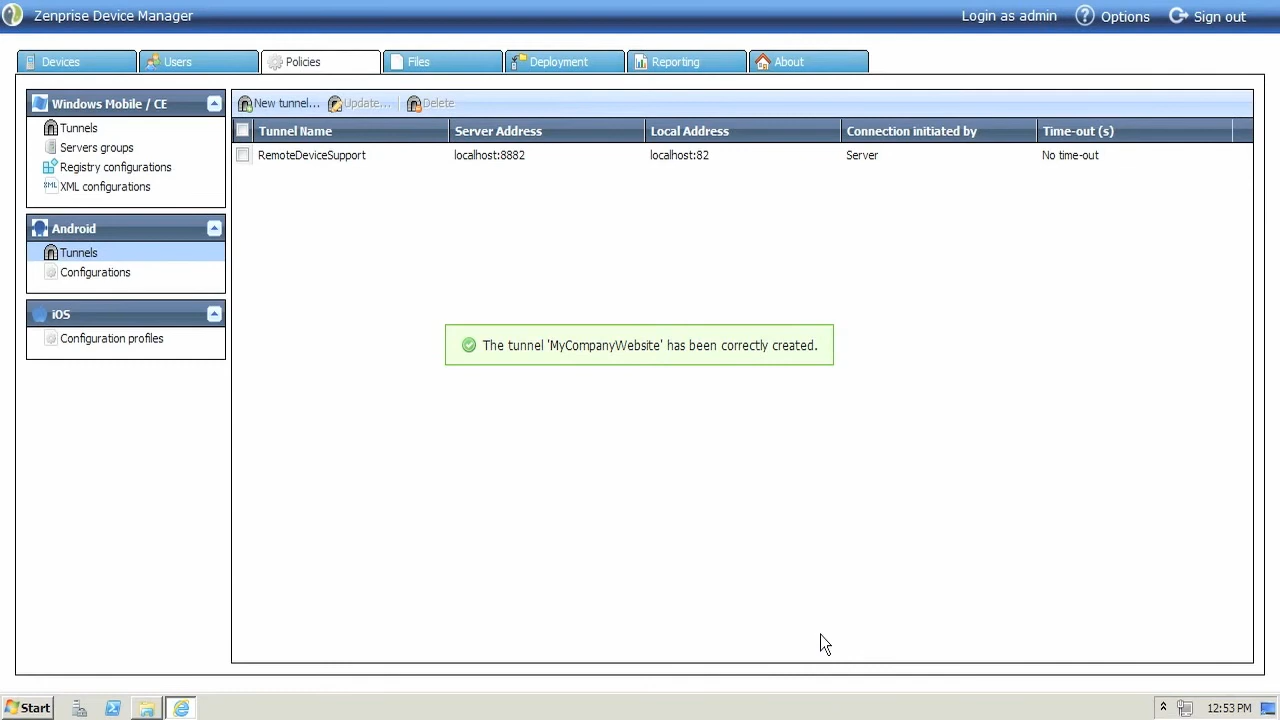 Zenprise Device Manager
Login as admin
Options
Sign out
Devices
Users
Policies
Files
Deployment
Reporting
About
Windows Mobile / CE
Tunnels
Servers groups
Registry configurations
XML XML configurations
Android
Tunnels
Configurations
iOS
Configuration profiles
New tunnel... Update... Delete
Tunnel Name Server Address Local Address Connection initiated by Time-out (s)
RemoteDeviceSupport localhost:8882 localhost:82 Server No time-out
The tunnel 'MyCompanyWebsite' has been correctly created.
Start
12:53 PM